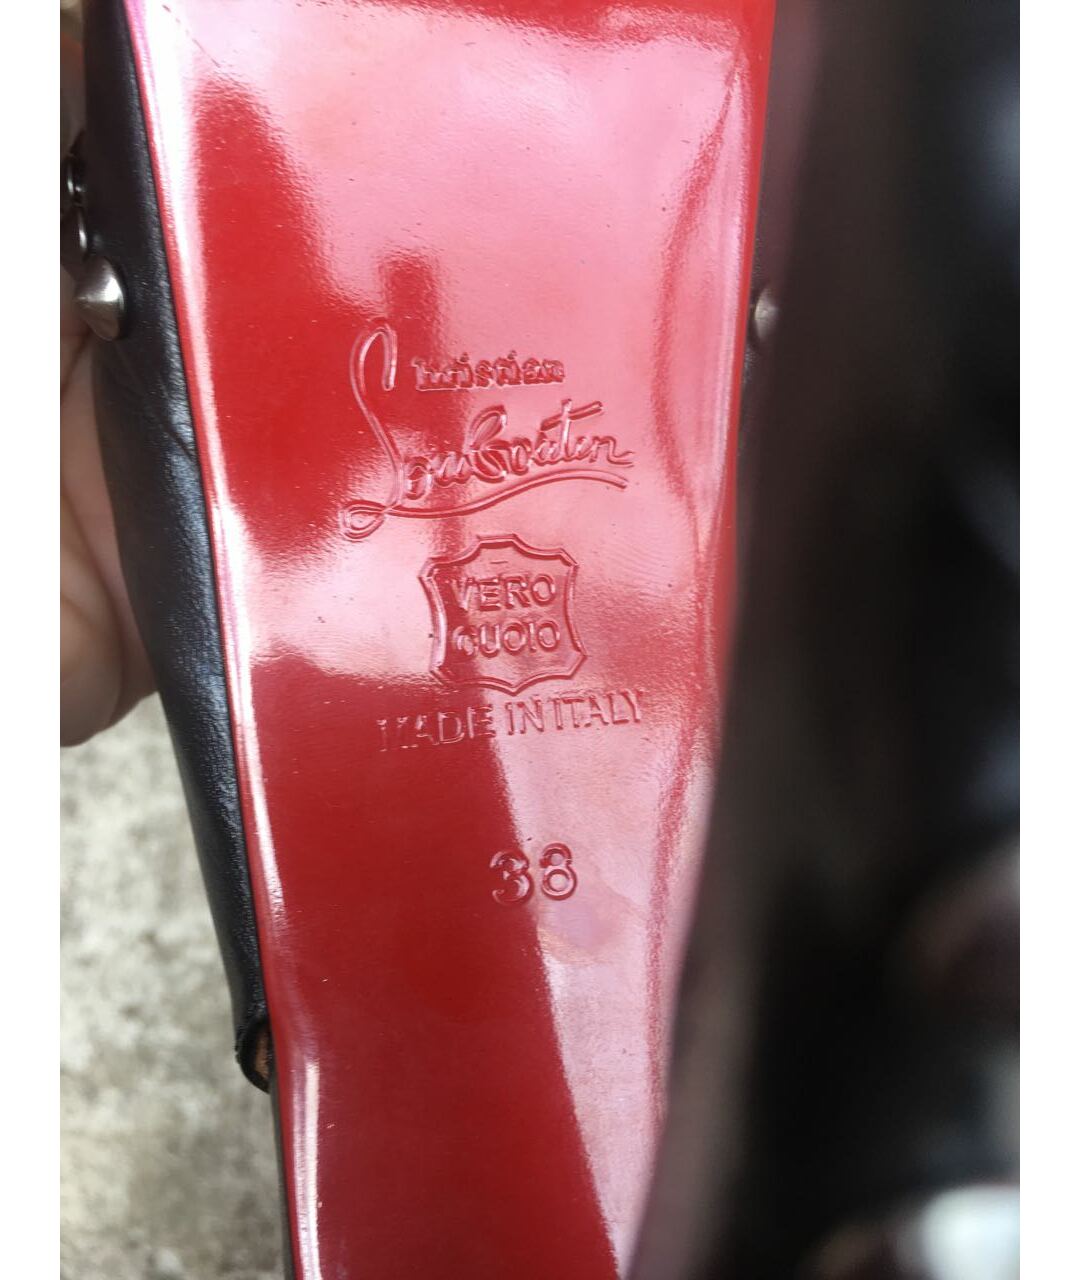 Christian
Louboutin
VERO
CUOIO
MADE IN ITALY
38